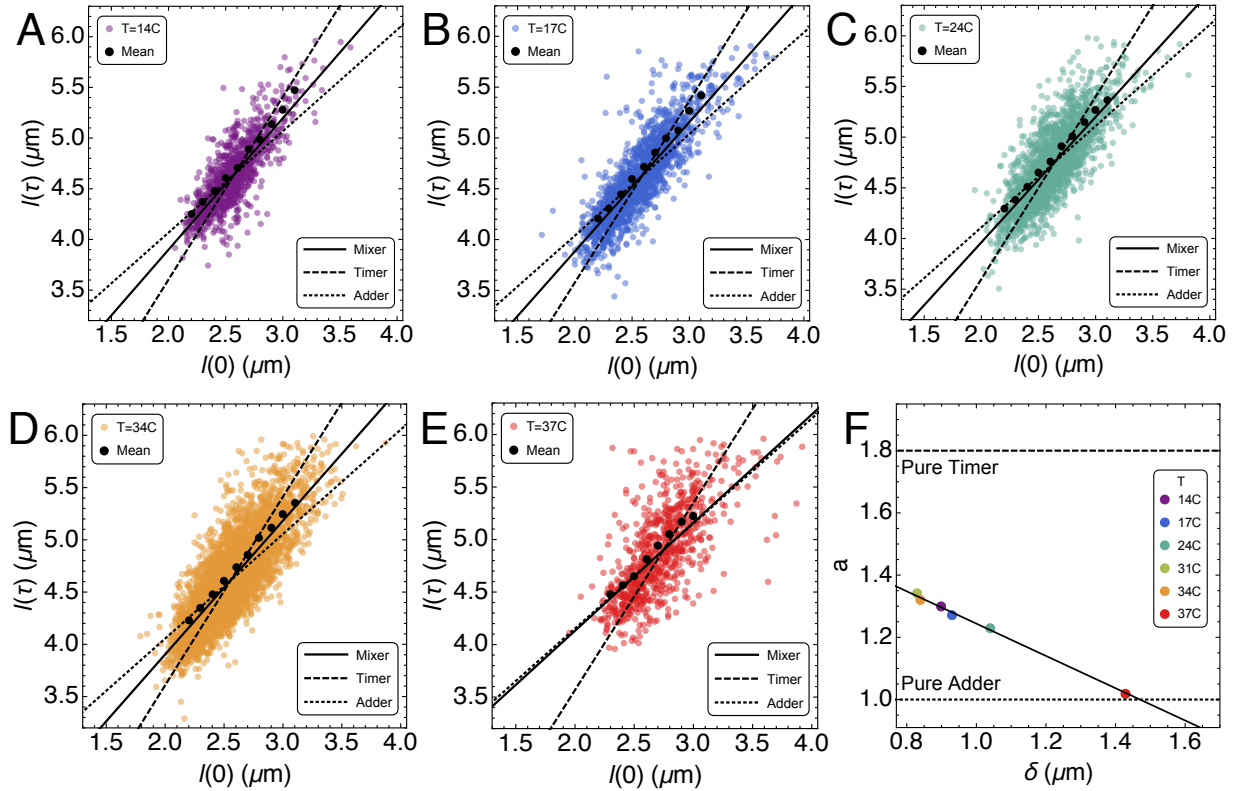 A
T=14C
Mean
6.0
5.5
5.0
4.5
4.0
3.5
l(τ) (μm)
Mixer
Timer
Adder
1.5 2.0 2.5 3.0 3.5 4.0
l(0) (μm)
B
T=17C
Mean
6.0
5.5
5.0
4.5
4.0
3.5
l(τ) (μm)
Mixer
Timer
Adder
1.5 2.0 2.5 3.0 3.5 4.0
l(0) (μm)
C
T=24C
Mean
6.0
5.5
5.0
4.5
4.0
3.5
l(τ) (μm)
Mixer
Timer
Adder
1.5 2.0 2.5 3.0 3.5 4.0
l(0) (μm)
D
T=34C
Mean
6.0
5.5
5.0
4.5
4.0
3.5
l(τ) (μm)
Mixer
Timer
Adder
1.5 2.0 2.5 3.0 3.5 4.0
l(0) (μm)
E
T=37C
Mean
6.0
5.5
5.0
4.5
4.0
3.5
l(τ) (μm)
Mixer
Timer
Adder
1.5 2.0 2.5 3.0 3.5 4.0
l(0) (μm)
F
1.8
1.6
1.4
1.2
1.0
a
Pure Timer
T
14C
17C
24C
31C
34C
37C
Pure Adder
0.8 1.0 1.2 1.4 1.6
δ (μm)